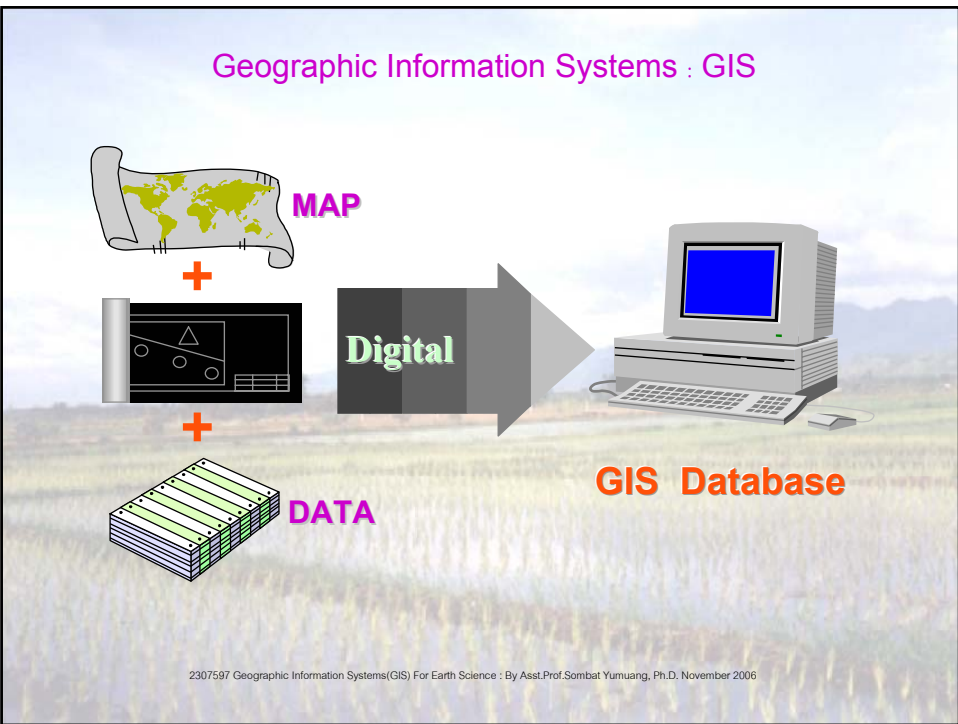 Geographic Information Systems : GIS
MAP
+
Digital
+
DATA
GIS Database
2307597 Geographic Information Systems(GIS) For Earth Science : By Asst.Prof.Sombat Yumuang, Ph.D. November 2006